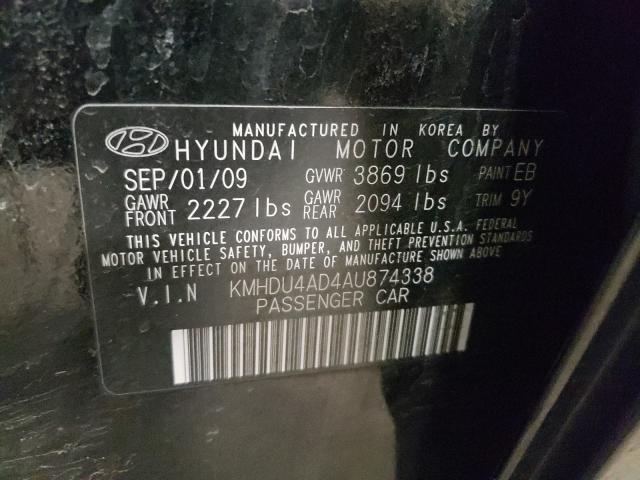 MANUFACTURED IN KOREA BY
HYUNDAI MOTOR COMPANY
SEP/01/09 GVWR 3869 lbs PAINT EB
GAWR FRONT 2227 lbs GAWR REAR 2094 lbs TRIM 9Y
THIS VEHICLE CONFORMS TO ALL APPLICABLE U.S.A. FEDERAL
MOTOR VEHICLE SAFETY, BUMPER, AND THEFT PREVENTION STANDARDS
IN EFFECT ON THE DATE OF MANUFACTURE SHOWN ABOVE
V.I.N KMHDU4AD4AU874338
PASSENGER CAR